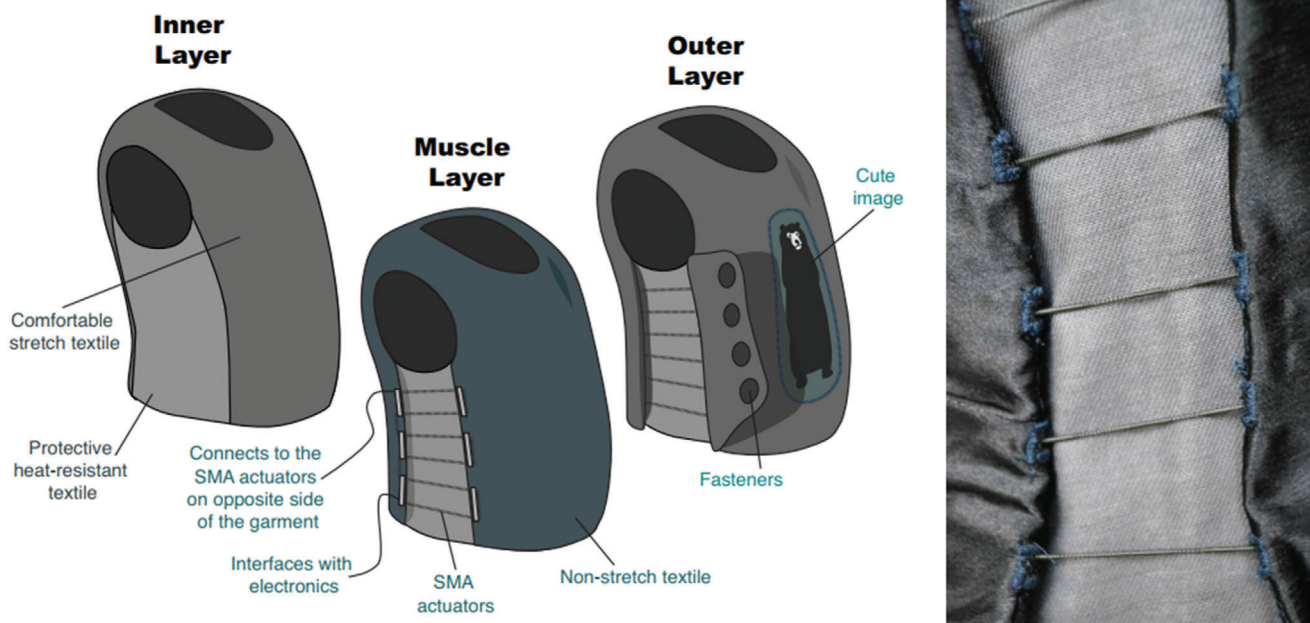 Inner
Layer
Comfortable
stretch textile
Protective
heat-resistant
textile
Muscle
Layer
Connects to the
SMA actuators
on opposite side
of the garment
Interfaces with
electronics
SMA
actuators
Non-stretch textile
Outer
Layer
Cute
image
Fasteners